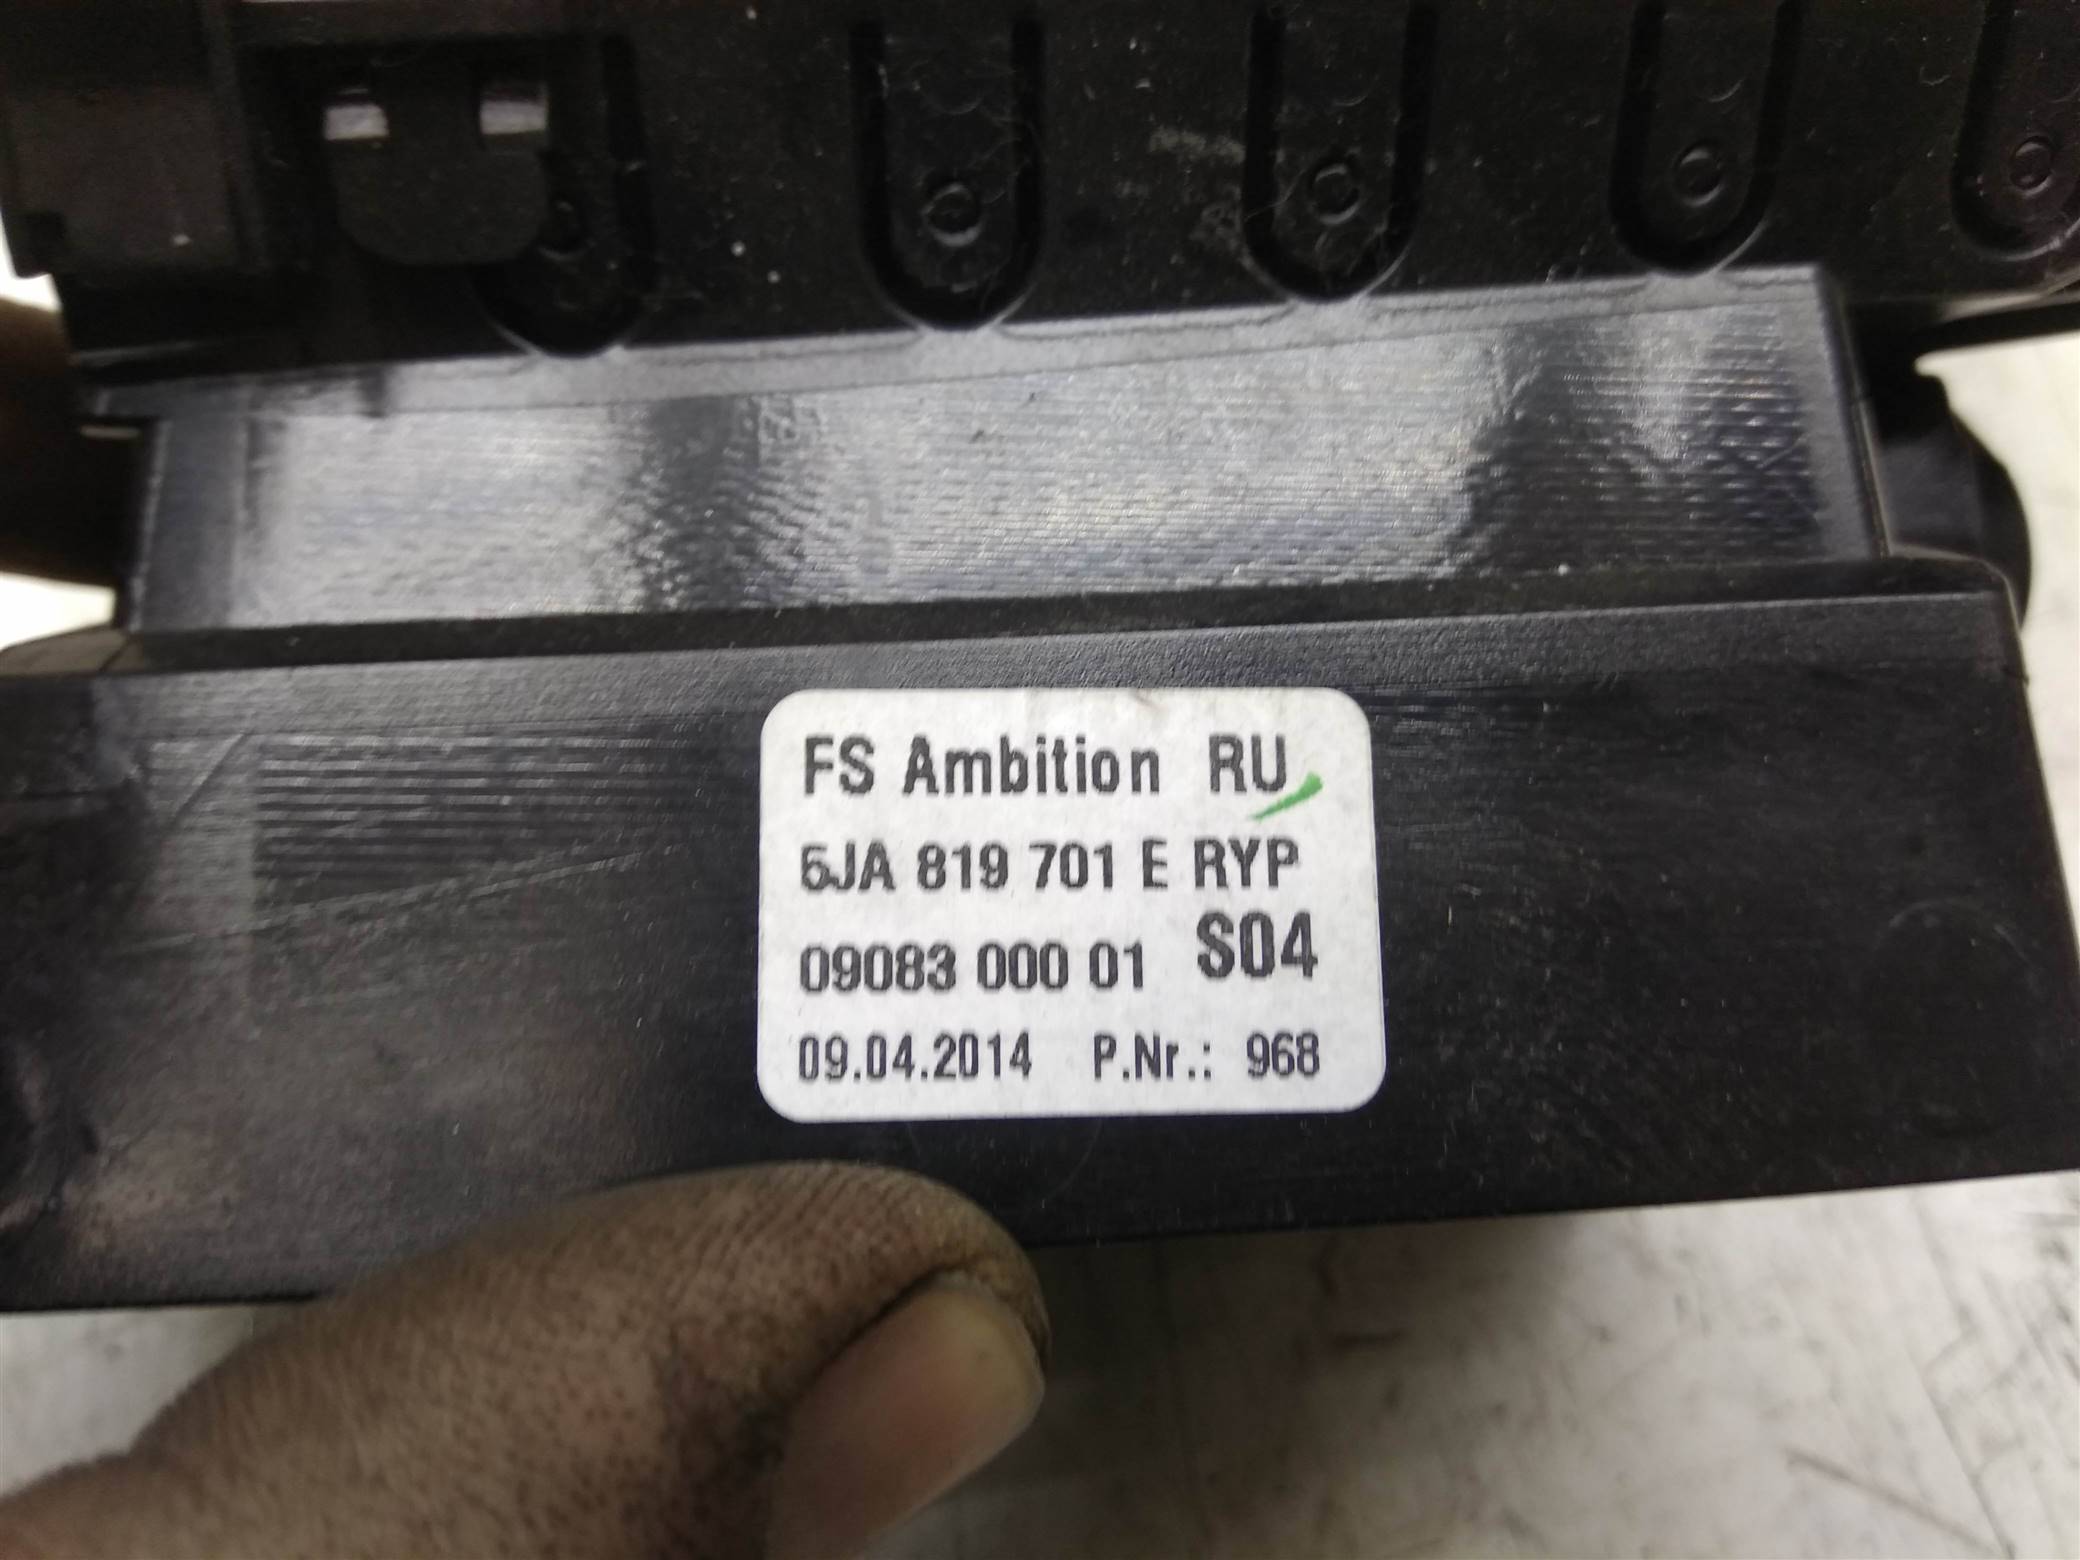 FS Ambition RU
5JA 819 701 E RYP
09083 000 01 S04
09.04.2014 P.Nr.: 968